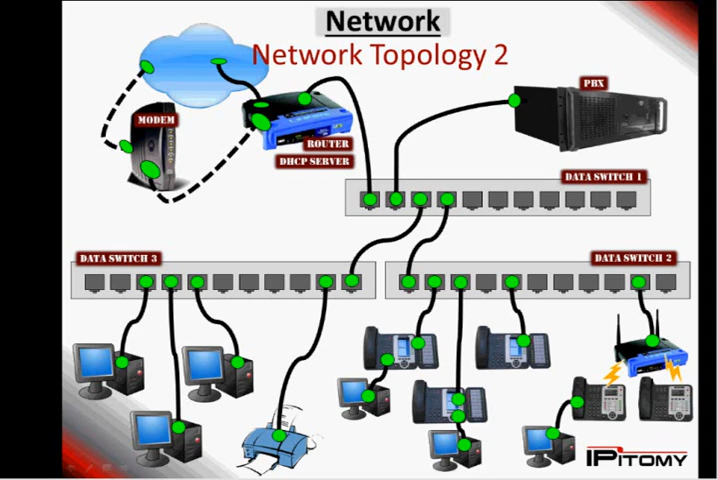 Network
Network Topology 2
PBX
MODEM
ROUTER
DHCP SERVER
DATA SWITCH 1
DATA SWITCH 3
DATA SWITCH 2
IPITOMY